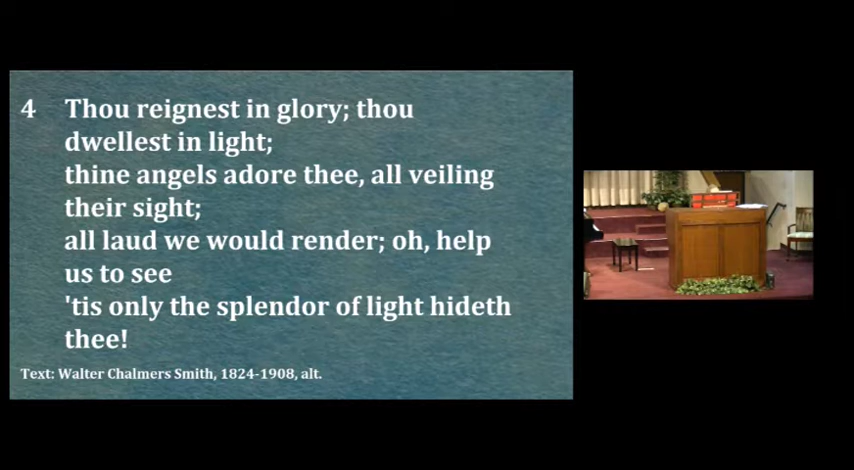 4 Thou reignest in glory; thou
dwellest in light;
thine angels adore thee, all veiling
their sight;
all laud we would render; oh, help
us to see
'tis only the splendor of light hideth
thee!
Text: Walter Chalmers Smith, 1824-1908, alt.